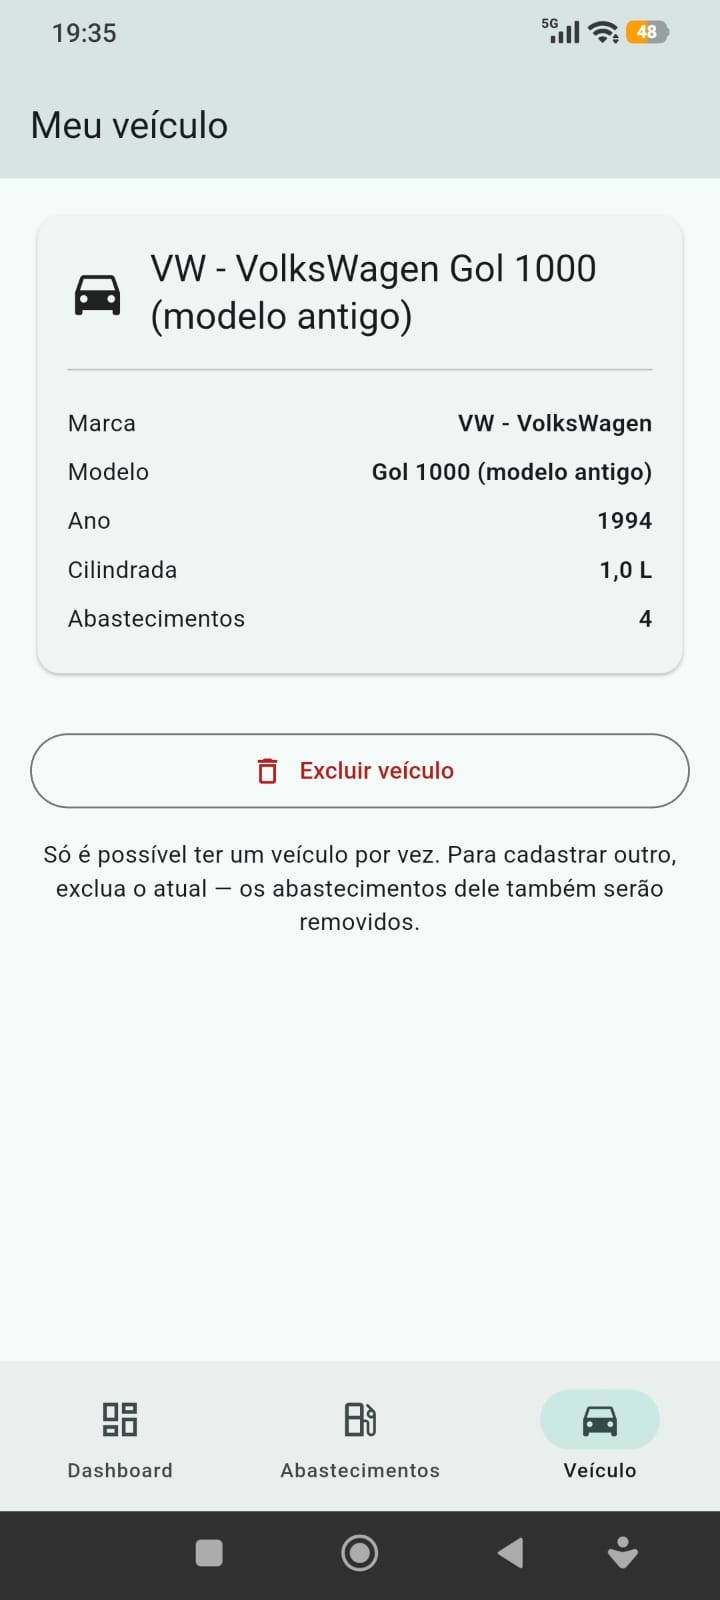 19:35
5G
48
Meu veículo
VW - VolksWagen Gol 1000
(modelo antigo)
Marca VW - VolksWagen
Modelo Gol 1000 (modelo antigo)
Ano 1994
Cilindrada 1,0 L
Abastecimentos 4
Excluir veículo
Só é possível ter um veículo por vez. Para cadastrar outro,
exclua o atual — os abastecimentos dele também serão
removidos.
Dashboard Abastecimentos Veículo